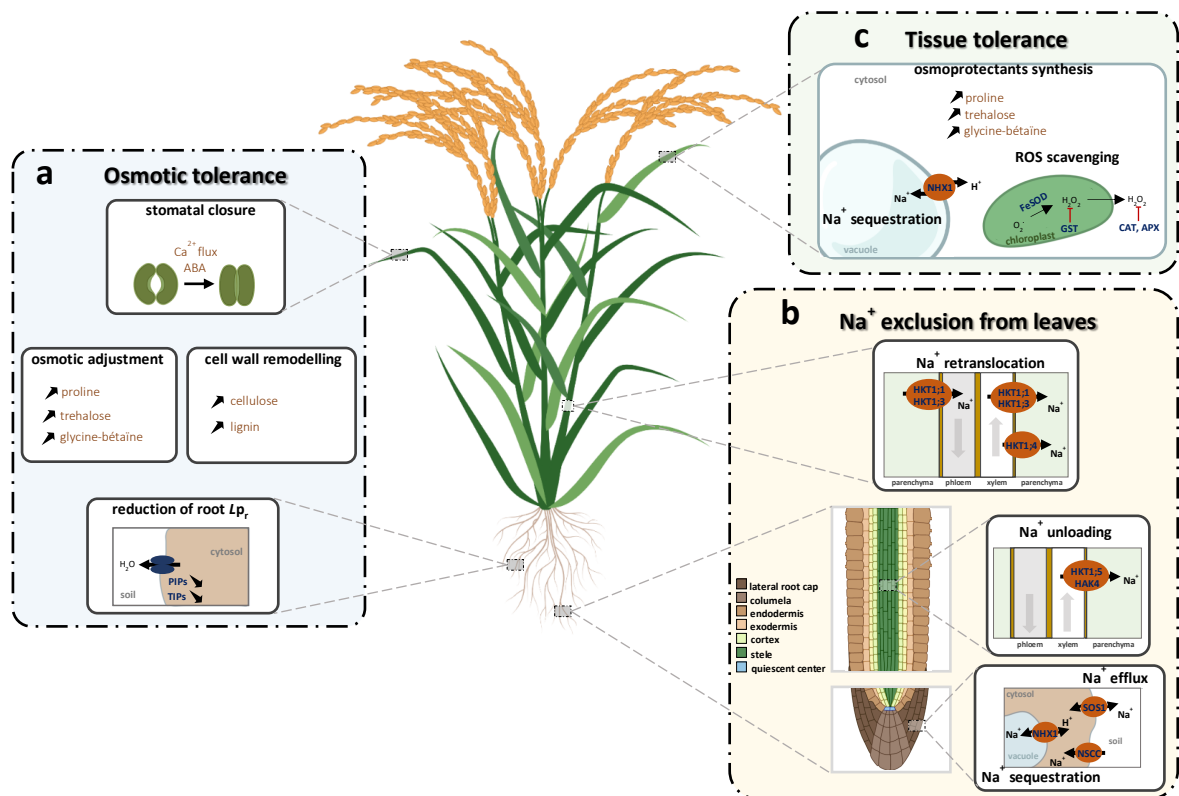 a
Osmotic tolerance
stomatal closure
Ca²⁺ flux
ABA
osmotic adjustment
proline
trehalose
glycine-bétaïne
cell wall remodelling
cellulose
lignin
reduction of root Lpᵣ
cytosol
H₂O
PIPs
TIPs
soil
c
Tissue tolerance
cytosol
osmoprotectants synthesis
proline
trehalose
glycine-bétaïne
ROS scavenging
NHX1
Na⁺
H⁺
Na⁺ sequestration
vacuole
FeSOD
O₂⁻
H₂O₂
H₂O₂
GST
chloroplast
CAT, APX
b
Na⁺ exclusion from leaves
Na⁺ retranslocation
HKT1;1
HKT1;3
Na⁺
HKT1;1
HKT1;3
Na⁺
HKT1;4
Na⁺
parenchyma
phloem
xylem
parenchyma
lateral root cap
columela
endodermis
exodermis
cortex
stele
quiescent center
Na⁺ unloading
HKT1;5
HAK4
Na⁺
phloem
xylem
parenchyma
Na⁺ efflux
cytosol
SOS1
Na⁺
H⁺
NHX1
Na⁺
soil
vacuole
NSCC
Na⁺
Na⁺ sequestration